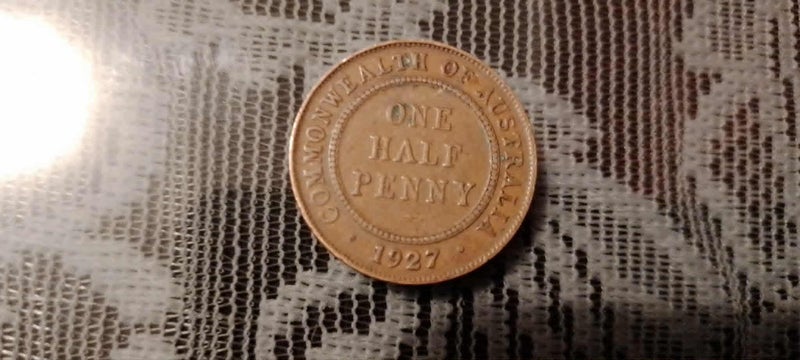 COMMONWEALTH OF AUSTRALIA
ONE
HALF
PENNY
1927